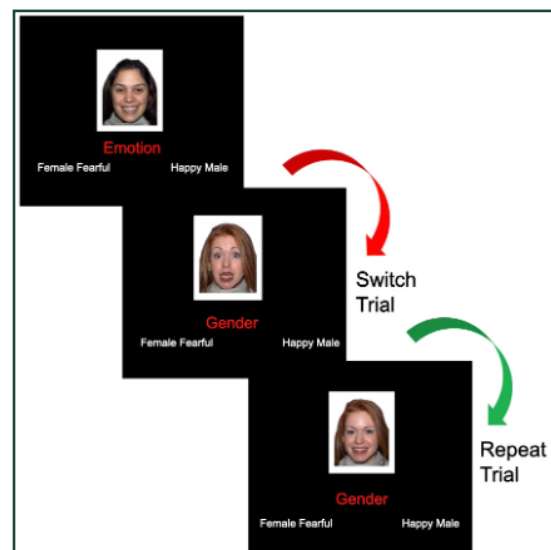 Emotion
Female Fearful Happy Male
Switch
Trial
Gender
Female Fearful Happy Male
Repeat
Trial
Gender
Female Fearful Happy Male